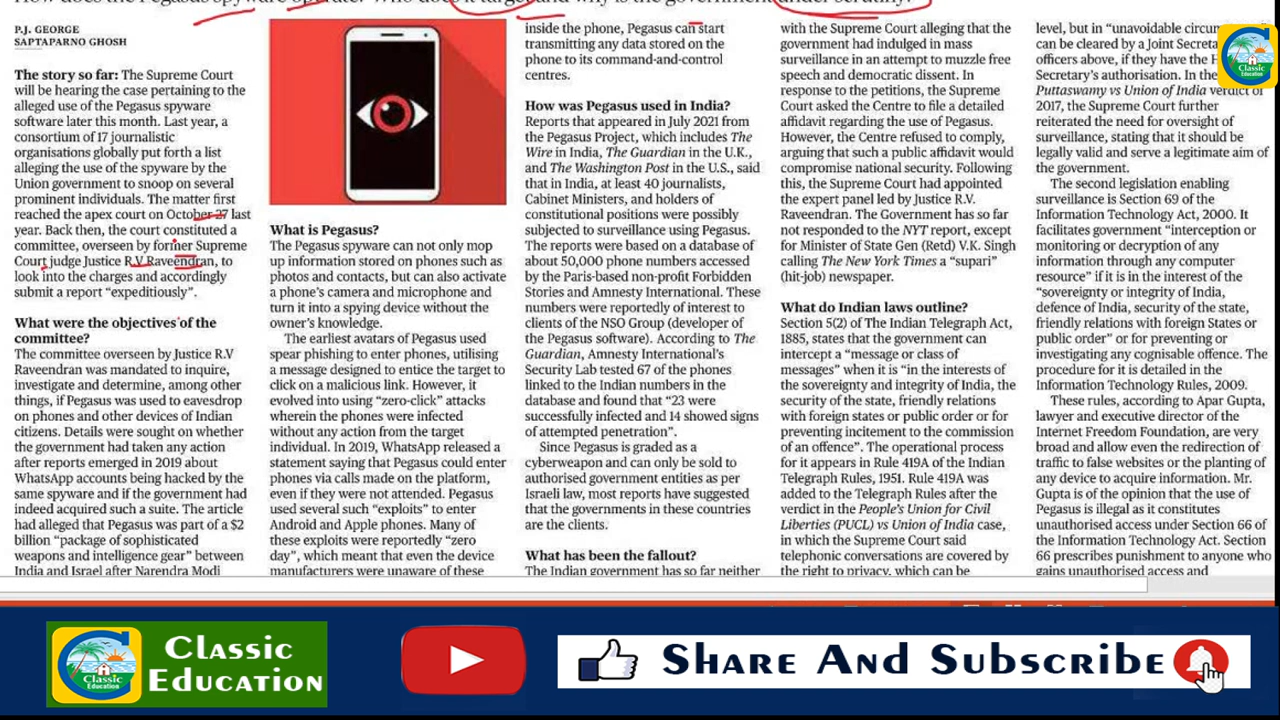 How does the Pegasus spyware operate? Who does it target and why is the government under scrutiny?
P.J. GEORGE
SAPTAPARNO GHOSH
The story so far: The Supreme Court
will be hearing the case pertaining to the
alleged use of the Pegasus spyware
software later this month. Last year, a
consortium of 17 journalistic
organisations globally put forth a list
alleging the use of the spyware by the
Union government to snoop on several
prominent individuals. The matter first
reached the apex court on October 27 last
year. Back then, the court constituted a
committee, overseen by former Supreme
Court judge Justice R.V Raveendran, to
look into the charges and accordingly
submit a report “expeditiously”.
What were the objectives of the
committee?
The committee overseen by Justice R.V
Raveendran was mandated to inquire,
investigate and determine, among other
things, if Pegasus was used to eavesdrop
on phones and other devices of Indian
citizens. Details were sought on whether
the government had taken any action
after reports emerged in 2019 about
WhatsApp accounts being hacked by the
same spyware and if the government had
indeed acquired such a suite. The article
had alleged that Pegasus was part of a $2
billion “package of sophisticated
weapons and intelligence gear” between
India and Israel after Narendra Modi
What is Pegasus?
The Pegasus spyware can not only mop
up information stored on phones such as
photos and contacts, but can also activate
a phone’s camera and microphone and
turn it into a spying device without the
owner’s knowledge.
The earliest avatars of Pegasus used
spear phishing to enter phones, utilising
a message designed to entice the target to
click on a malicious link. However, it
evolved into using “zero-click” attacks
wherein the phones were infected
without any action from the target
individual. In 2019, WhatsApp released a
statement saying that Pegasus could enter
phones via calls made on the platform,
even if they were not attended. Pegasus
used several such “exploits” to enter
Android and Apple phones. Many of
these exploits were reportedly “zero
day”, which meant that even the device
manufacturers were unaware of these
inside the phone, Pegasus can start
transmitting any data stored on the
phone to its command-and-control
centres.
How was Pegasus used in India?
Reports that appeared in July 2021 from
the Pegasus Project, which includes The
Wire in India, The Guardian in the U.K.,
and The Washington Post in the U.S., said
that in India, at least 40 journalists,
Cabinet Ministers, and holders of
constitutional positions were possibly
subjected to surveillance using Pegasus.
The reports were based on a database of
about 50,000 phone numbers accessed
by the Paris-based non-profit Forbidden
Stories and Amnesty International. These
numbers were reportedly of interest to
clients of the NSO Group (developer of
the Pegasus software). According to The
Guardian, Amnesty International’s
Security Lab tested 67 of the phones
linked to the Indian numbers in the
database and found that “23 were
successfully infected and 14 showed signs
of attempted penetration”.
Since Pegasus is graded as a
cyberweapon and can only be sold to
authorised government entities as per
Israeli law, most reports have suggested
that the governments in these countries
are the clients.
What has been the fallout?
The Indian government has so far neither
with the Supreme Court alleging that the
government had indulged in mass
surveillance in an attempt to muzzle free
speech and democratic dissent. In
response to the petitions, the Supreme
Court asked the Centre to file a detailed
affidavit regarding the use of Pegasus.
However, the Centre refused to comply,
arguing that such a public affidavit would
compromise national security. Following
this, the Supreme Court had appointed
the expert panel led by Justice R.V.
Raveendran. The Government has so far
not responded to the NYT report, except
for Minister of State Gen (Retd) V.K. Singh
calling The New York Times a “supari”
(hit-job) newspaper.
What do Indian laws outline?
Section 5(2) of The Indian Telegraph Act,
1885, states that the government can
intercept a “message or class of
messages” when it is “in the interests of
the sovereignty and integrity of India, the
security of the state, friendly relations
with foreign states or public order or for
preventing incitement to the commission
of an offence”. The operational process
for it appears in Rule 419A of the Indian
Telegraph Rules, 1951. Rule 419A was
added to the Telegraph Rules after the
verdict in the People’s Union for Civil
Liberties (PUCL) vs Union of India case,
in which the Supreme Court said
telephonic conversations are covered by
the right to privacy, which can be
level, but in “unavoidable
can be cleared by a Joint
officers above, if they have the
Secretary’s authorisation. In the
Puttaswamy vs Union of India verdict of
2017, the Supreme Court further
reiterated the need for oversight of
surveillance, stating that it should be
legally valid and serve a legitimate aim of
the government.
The second legislation enabling
surveillance is Section 69 of the
Information Technology Act, 2000. It
facilitates government “interception or
monitoring or decryption of any
information through any computer
resource” if it is in the interest of the
“sovereignty or integrity of India,
defence of India, security of the state,
friendly relations with foreign States or
public order” or for preventing or
investigating any cognisable offence. The
procedure for it is detailed in the
Information Technology Rules, 2009.
These rules, according to Apar Gupta,
lawyer and executive director of the
Internet Freedom Foundation, are very
broad and allow even the redirection of
traffic to false websites or the planting of
any device to acquire information. Mr.
Gupta is of the opinion that the use of
Pegasus is illegal as it constitutes
unauthorised access under Section 66 of
the Information Technology Act. Section
66 prescribes punishment to anyone who
gains unauthorised access and
Classic
Education
Classic
Education
Classic
Education
Share And Subscribe